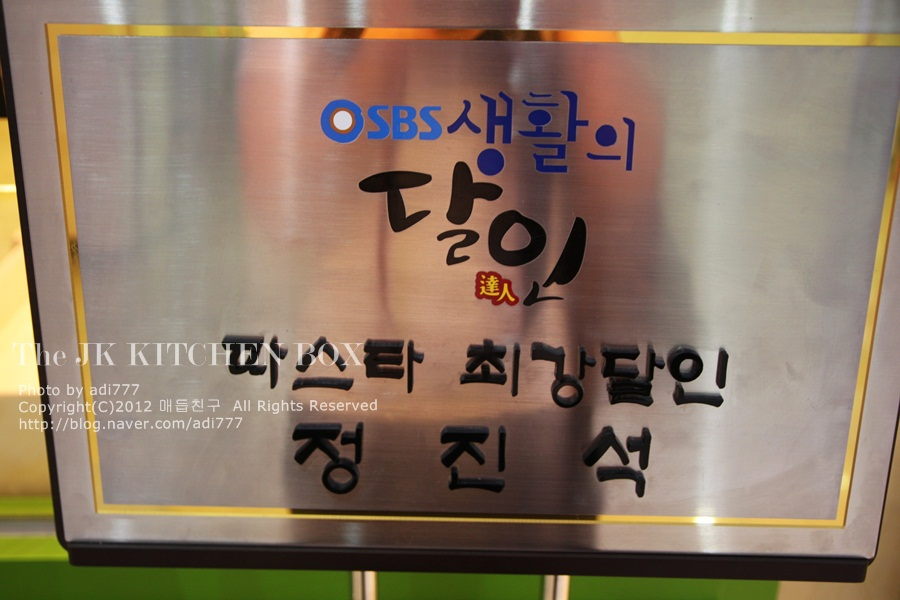 SBS 생활의
달인
達人
The JK KITCHEN BOX
파스타 최강달인
Photo by adi777
Copyright(C)2012 매듭친구 All Rights Reserved
http://blog.naver.com/adi777
정 진 석